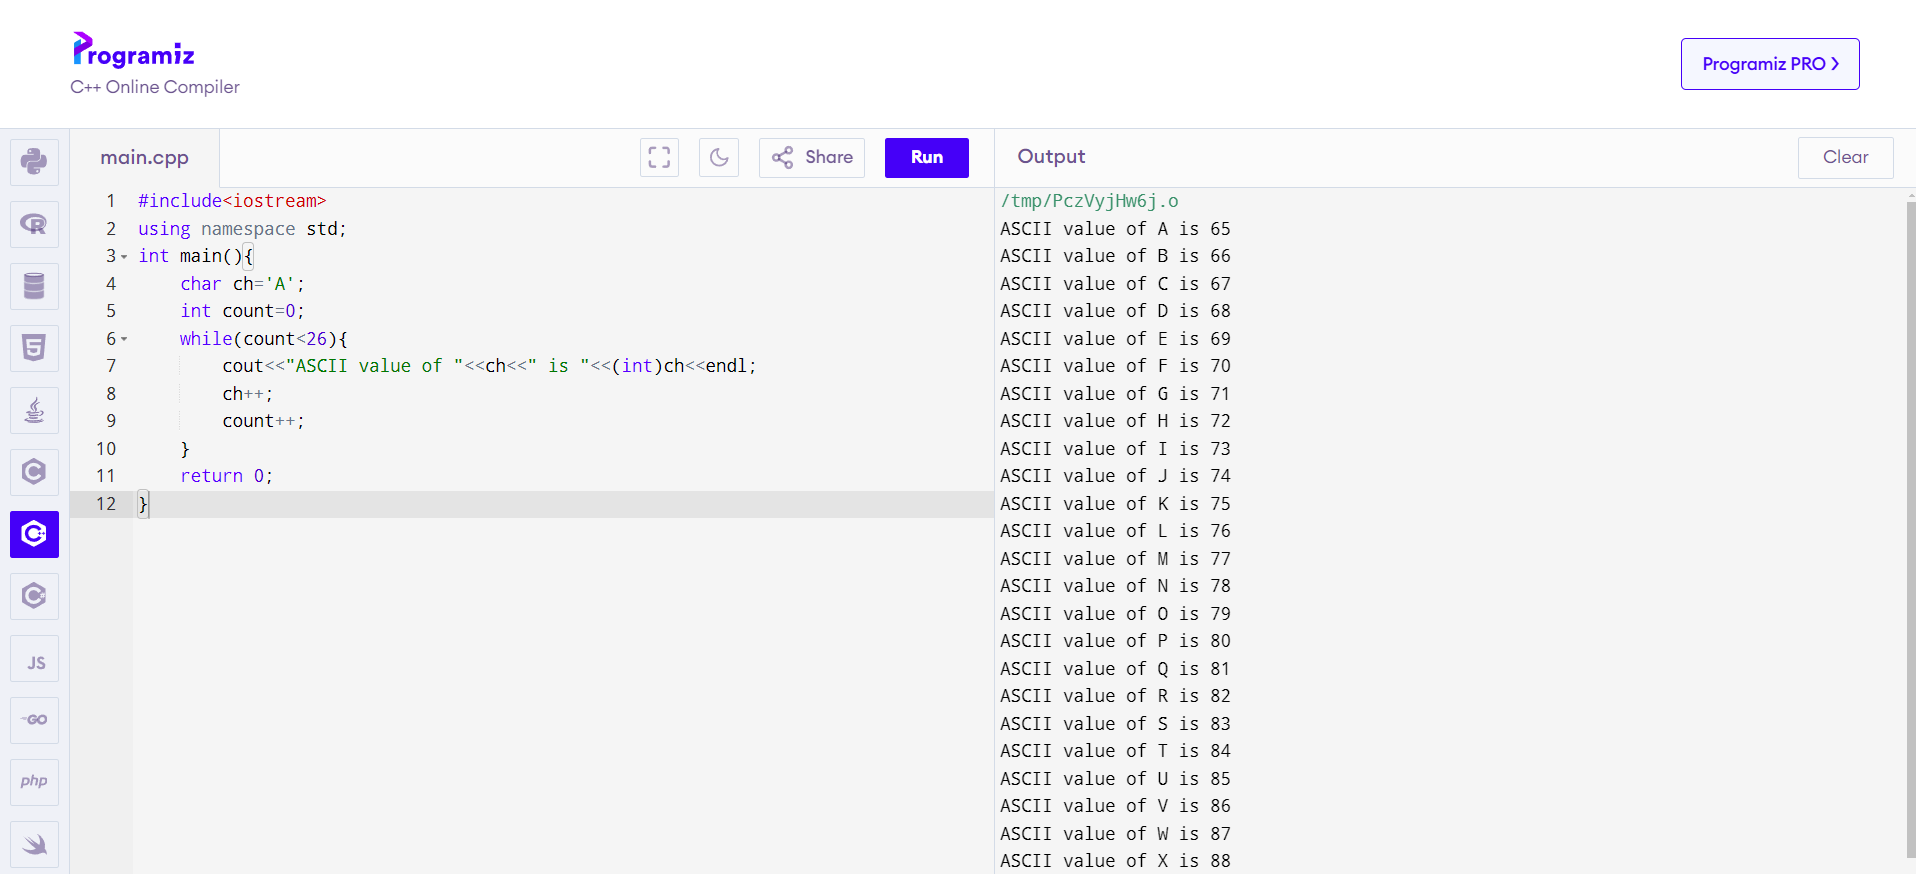 Programiz
C++ Online Compiler
Programiz PRO
main.cpp
Share
Run
Output
Clear
1 #include<iostream>
2 using namespace std;
3 int main(){
4     char ch='A';
5     int count=0;
6     while(count<26){
7         cout<<"ASCII value of "<<ch<<" is "<<(int)ch<<endl;
8         ch++;
9         count++;
10     }
11     return 0;
12 }
/tmp/PczVyjHw6j.o
ASCII value of A is 65
ASCII value of B is 66
ASCII value of C is 67
ASCII value of D is 68
ASCII value of E is 69
ASCII value of F is 70
ASCII value of G is 71
ASCII value of H is 72
ASCII value of I is 73
ASCII value of J is 74
ASCII value of K is 75
ASCII value of L is 76
ASCII value of M is 77
ASCII value of N is 78
ASCII value of O is 79
ASCII value of P is 80
ASCII value of Q is 81
ASCII value of R is 82
ASCII value of S is 83
ASCII value of T is 84
ASCII value of U is 85
ASCII value of V is 86
ASCII value of W is 87
ASCII value of X is 88
R
5
C
C++
C#
JS
GO
php